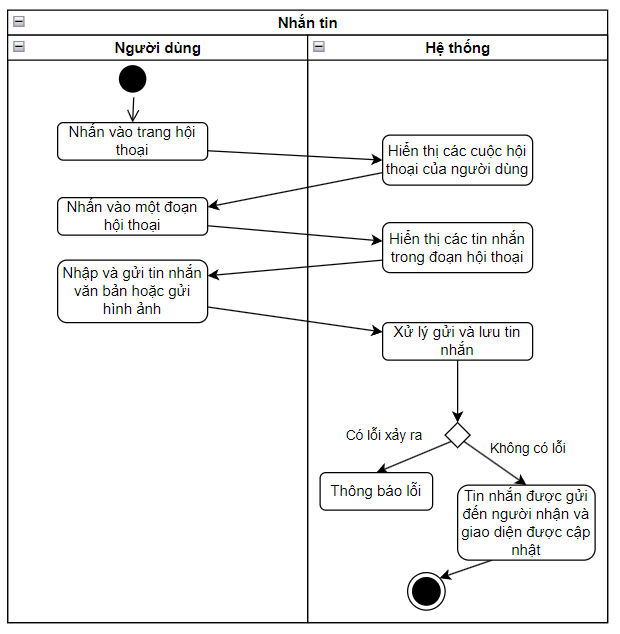 Nhắn tin
Người dùng
Hệ thống
Nhấn vào trang hội
thoại
Hiển thị các cuộc hội
thoại của người dùng
Nhấn vào một đoạn
hội thoại
Hiển thị các tin nhắn
trong đoạn hội thoại
Nhập và gửi tin nhắn
văn bản hoặc gửi
hình ảnh
Xử lý gửi và lưu tin
nhắn
Có lỗi xảy ra
Không có lỗi
Thông báo lỗi
Tin nhắn được gửi
đến người nhận và
giao diện được cập
nhật